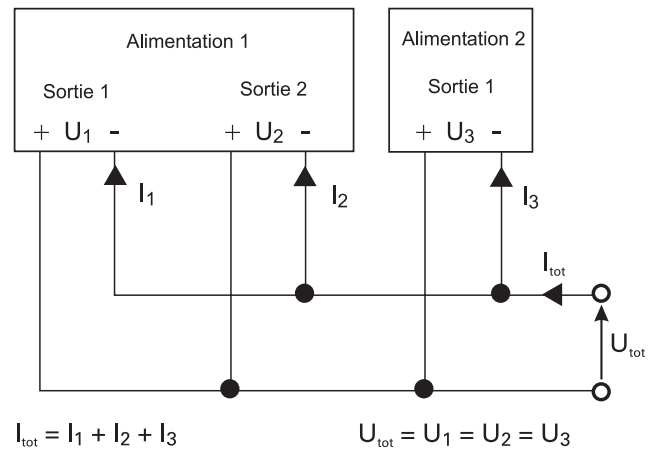 Alimentation 1
Alimentation 2
Sortie 1
Sortie 2
Sortie 1
+ U₁ -
+ U₂ -
+ U₃ -
I₁
I₂
I₃
Iₜₒₜ
Uₜₒₜ
Iₜₒₜ = I₁ + I₂ + I₃
Uₜₒₜ = U₁ = U₂ = U₃